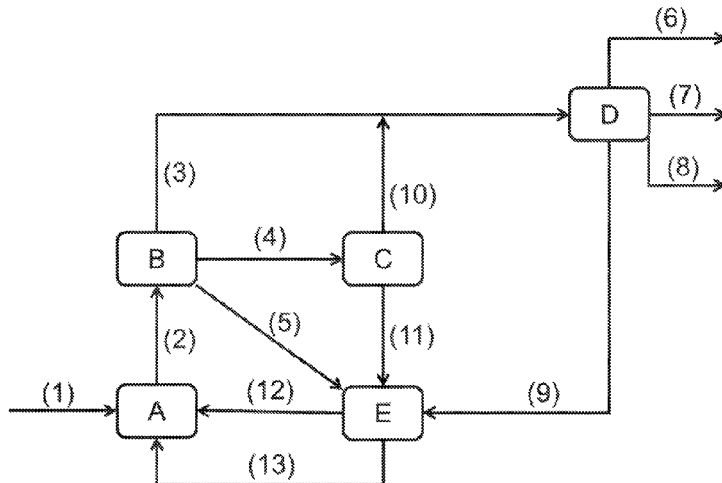 (6)
D
(7)
(3)
(8)
(10)
(4)
B
C
(5)
(11)
(2)
(1)
(12)
(9)
A
E
(13)